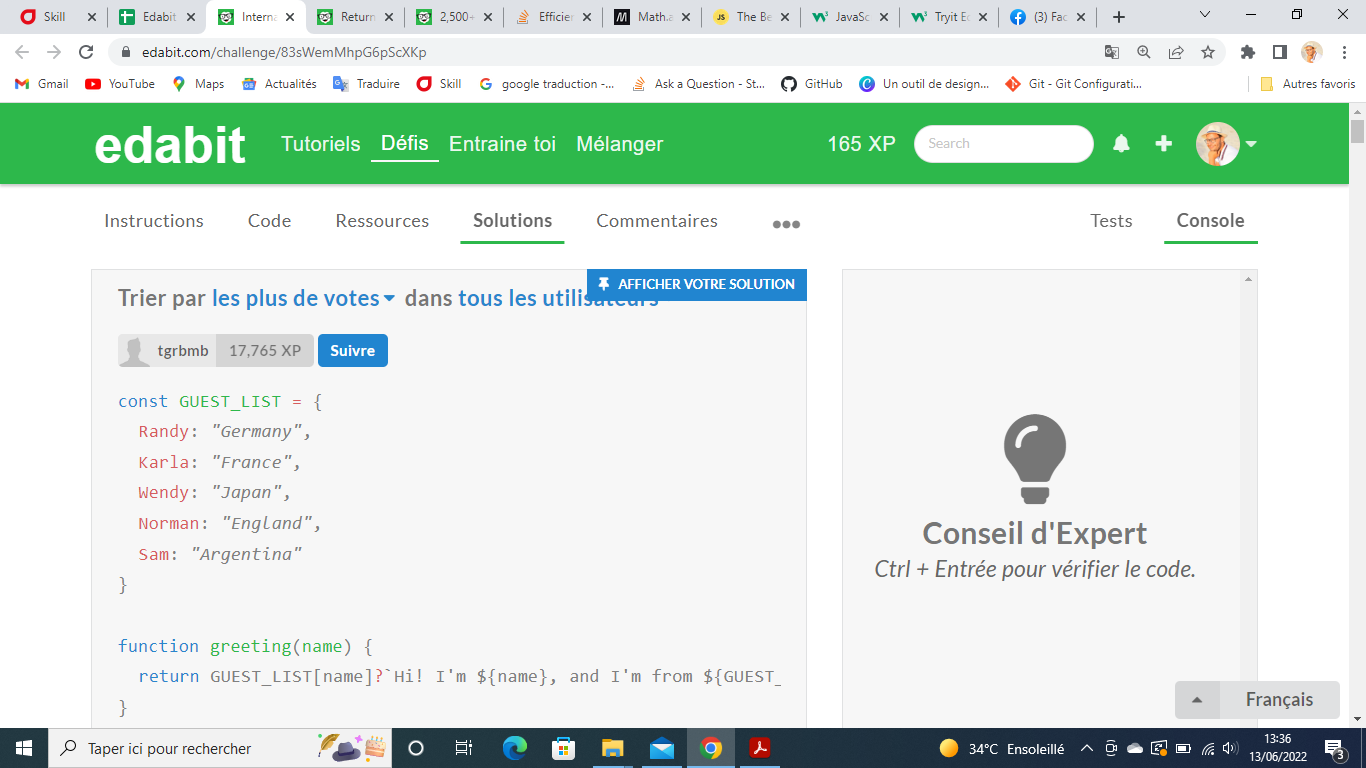 Skill
Edabit
Interna
Return
2,500+
Efficien
Math.a
The Be
JavaSc
Tryit Ed
(3) Fac
edabit.com/challenge/83sWemMhpG6pScXKp
Gmail YouTube Maps Actualités Traduire Skill google traduction -... Ask a Question - St... GitHub Un outil de design... Git - Git Configurati... Autres favoris
edabit Tutoriels Défis Entraine toi Mélanger 165 XP Search
Instructions Code Ressources Solutions Commentaires Tests Console
AFFICHER VOTRE SOLUTION
Trier par les plus de votes dans tous les utilisateurs
tgrbmb 17,765 XP Suivre
const GUEST_LIST = {
Randy: "Germany",
Karla: "France",
Wendy: "Japan",
Norman: "England",
Sam: "Argentina"
}
function greeting(name) {
return GUEST_LIST[name]?`Hi! I'm ${name}, and I'm from ${GUEST_
}
Conseil d'Expert
Ctrl + Entrée pour vérifier le code.
Français
Taper ici pour rechercher
34°C Ensoleillé
13:36
13/06/2022
3